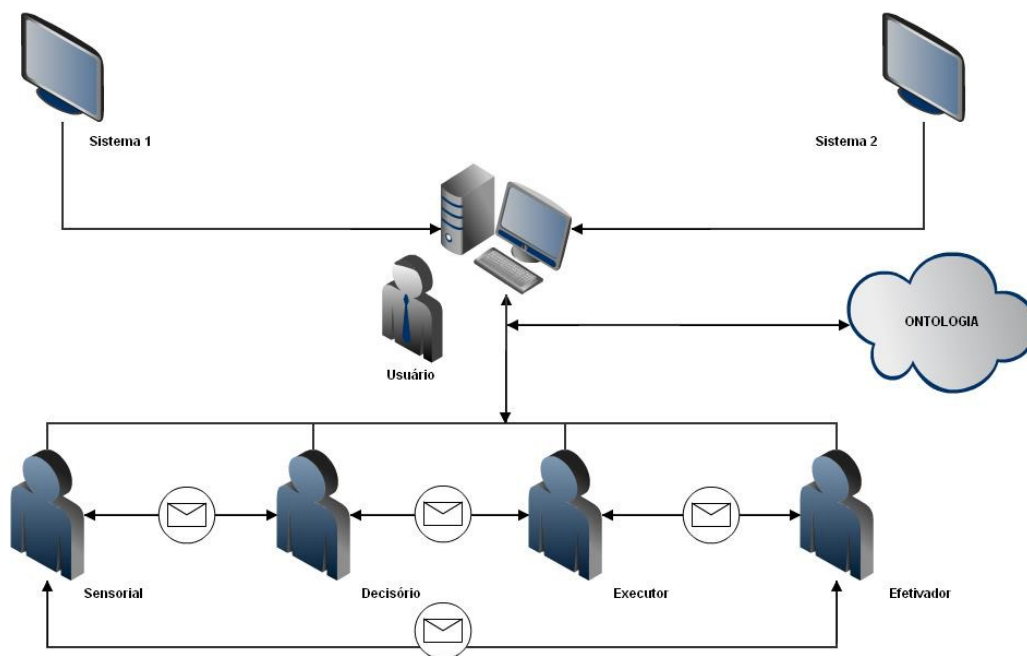 Sistema 1
Sistema 2
ONTOLOGIA
Usuário
Sensorial
Decisório
Executor
Efetivador